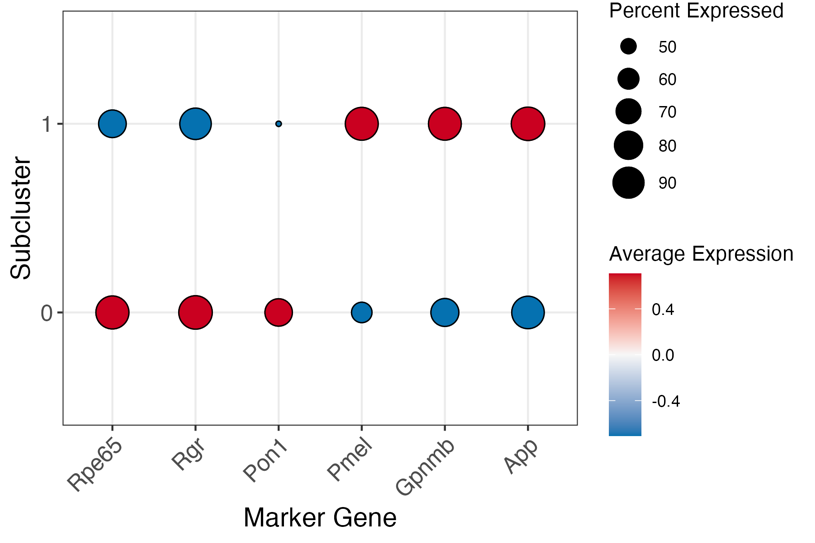 Percent Expressed
50
60
70
80
90
Average Expression
0.4
0.0
-0.4
Subcluster
1
0
Rpe65
Rgr
Pon1
Pmel
Gpnmb
App
Marker Gene